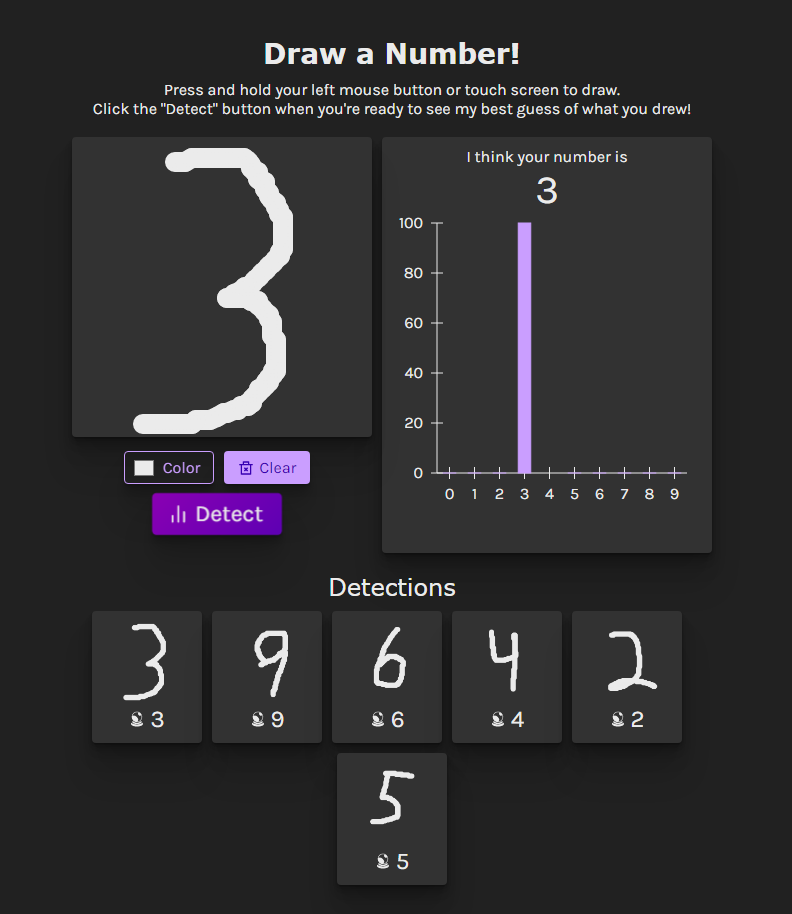 Draw a Number!
Press and hold your left mouse button or touch screen to draw.
Click the "Detect" button when you're ready to see my best guess of what you drew!
3
Color
Clear
Detect
I think your number is
3
100
80
60
40
20
0
0 1 2 3 4 5 6 7 8 9
Detections
3 9 6 4 2
3 9 6 4 2
5
5